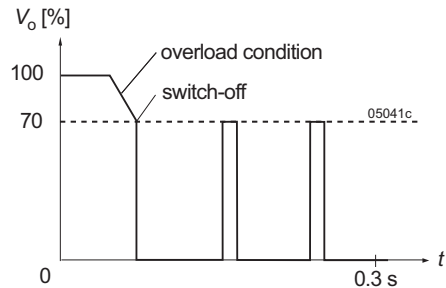 Vo [%]
overload condition
100
switch-off
70
05041c
t
0
0.3 s